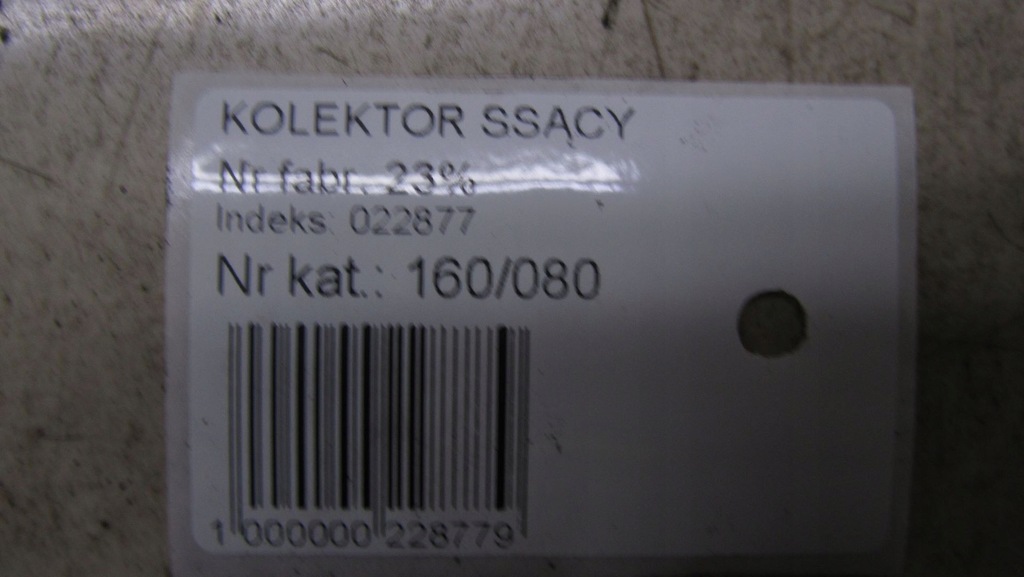 KOLEKTOR SSĄCY
Nr fabr. 23%
Indeks: 022877
Nr kat.: 160/080
1 000000 228779